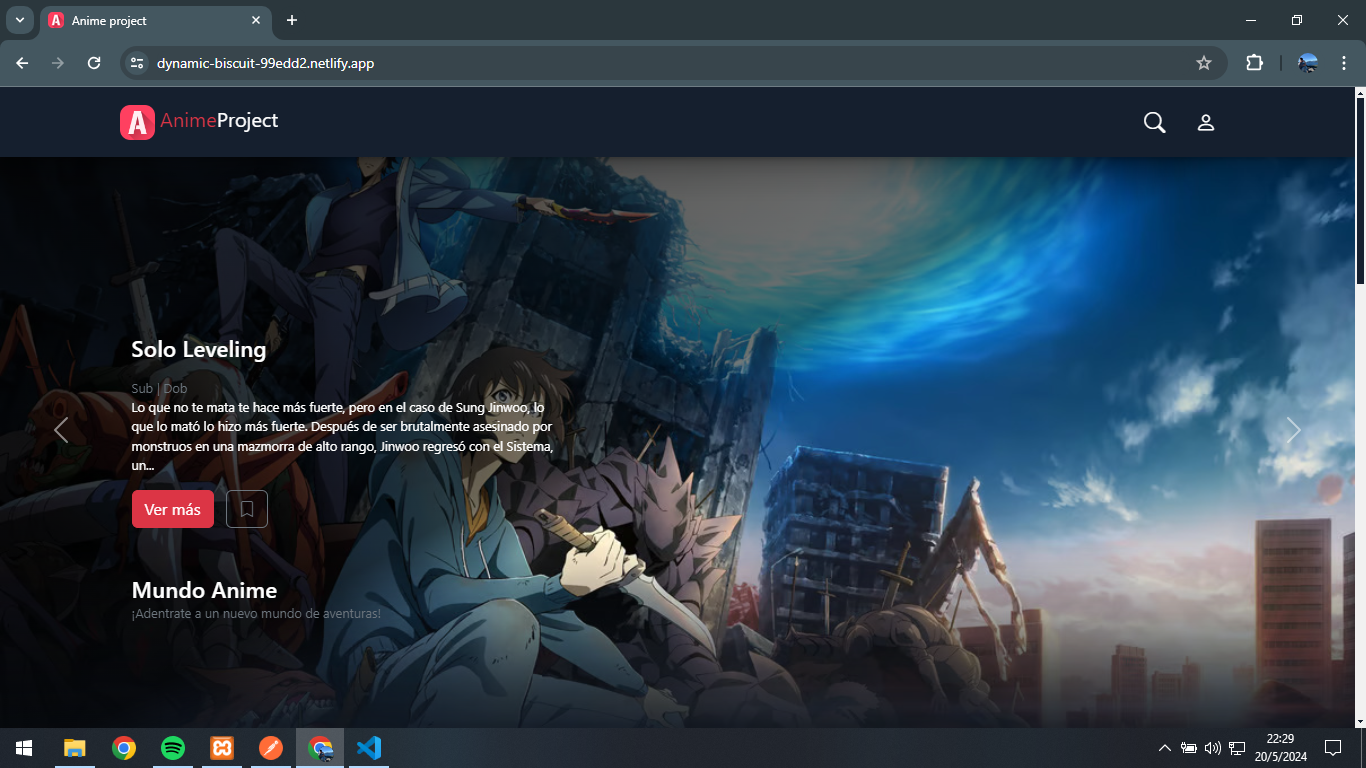 Anime project
dynamic-biscuit-99edd2.netlify.app
A AnimeProject
Solo Leveling
Sub | Dob
Lo que no te mata te hace más fuerte, pero en el caso de Sung Jinwoo, lo
que lo mató lo hizo más fuerte. Después de ser brutalmente asesinado por
monstruos en una mazmorra de alto rango, Jinwoo regresó con el Sistema,
un...
Ver más
Mundo Anime
¡Adentrate a un nuevo mundo de aventuras!
22:29
20/5/2024